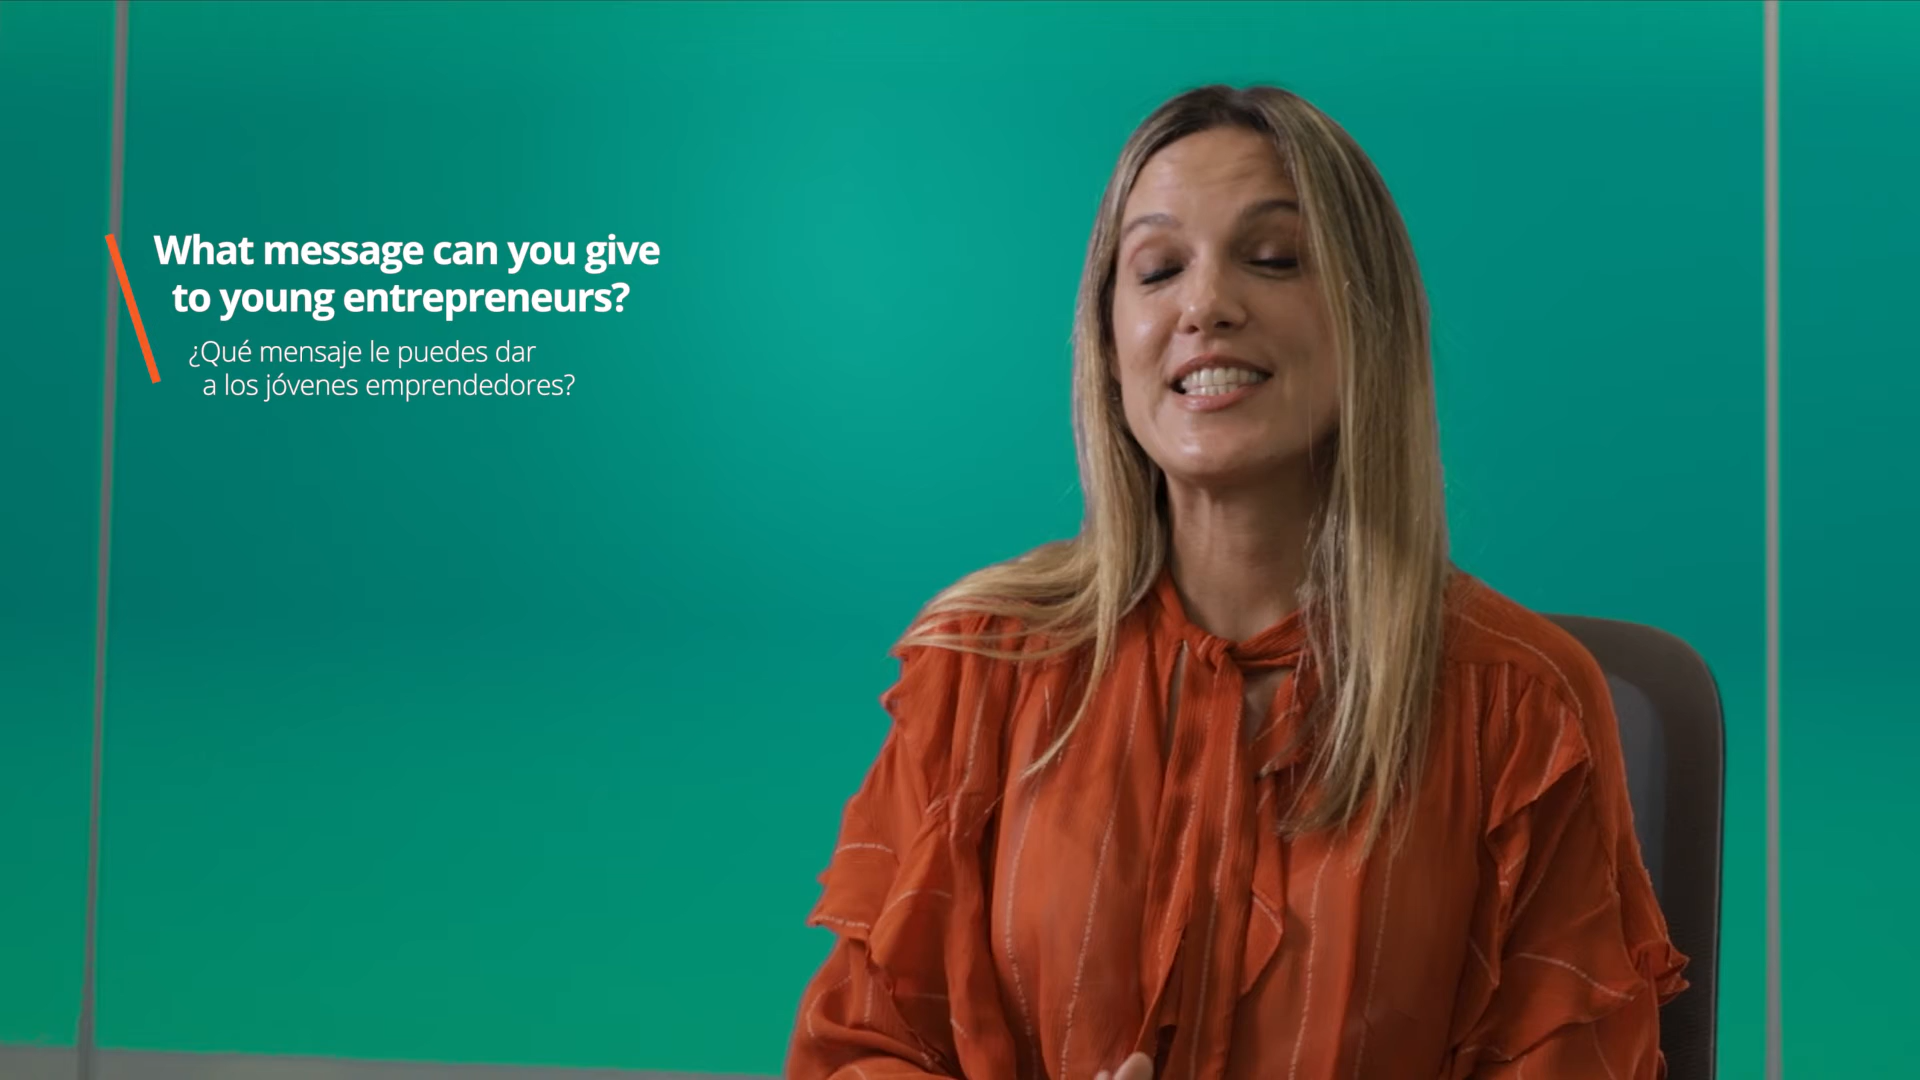 What message can you give
to young entrepreneurs?
¿Qué mensaje le puedes dar
a los jóvenes emprendedores?